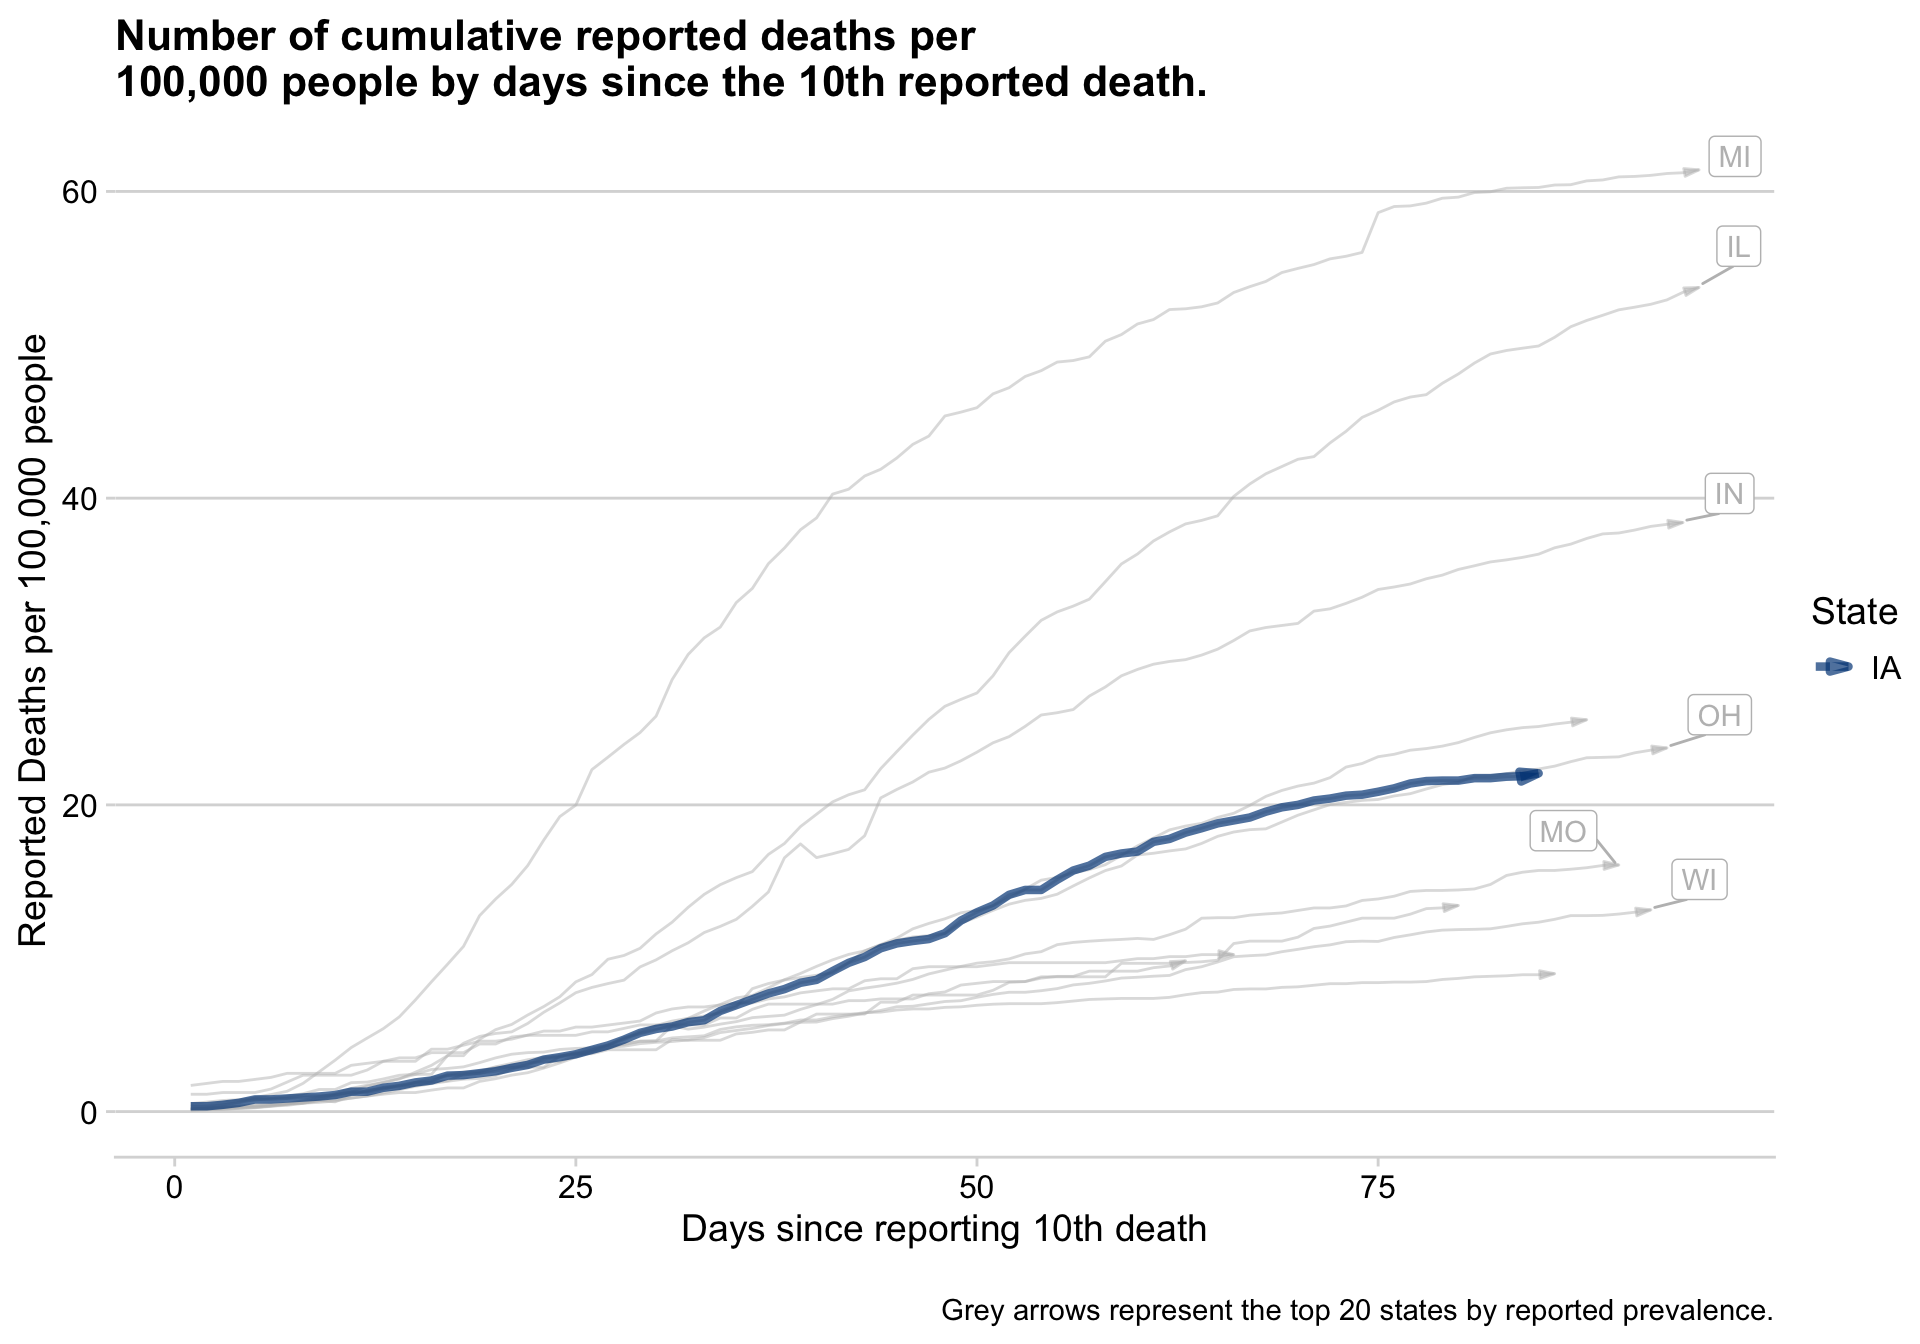 Number of cumulative reported deaths per
100,000 people by days since the 10th reported death.
MI
60
IL
Reported Deaths per 100,000 people
IN
40
State
IA
OH
20
MO
WI
0
0 25 50 75
Days since reporting 10th death
Grey arrows represent the top 20 states by reported prevalence.